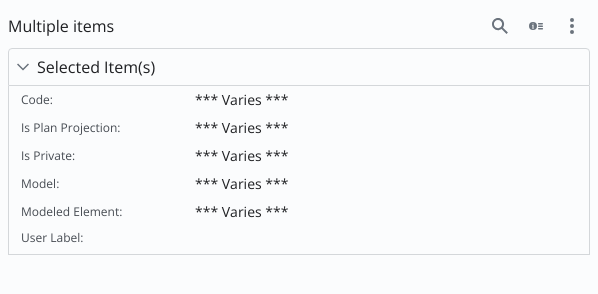 Multiple items
Selected Item(s)
Code: *** Varies ***
Is Plan Projection: *** Varies ***
Is Private: *** Varies ***
Model: *** Varies ***
Modeled Element: *** Varies ***
User Label: